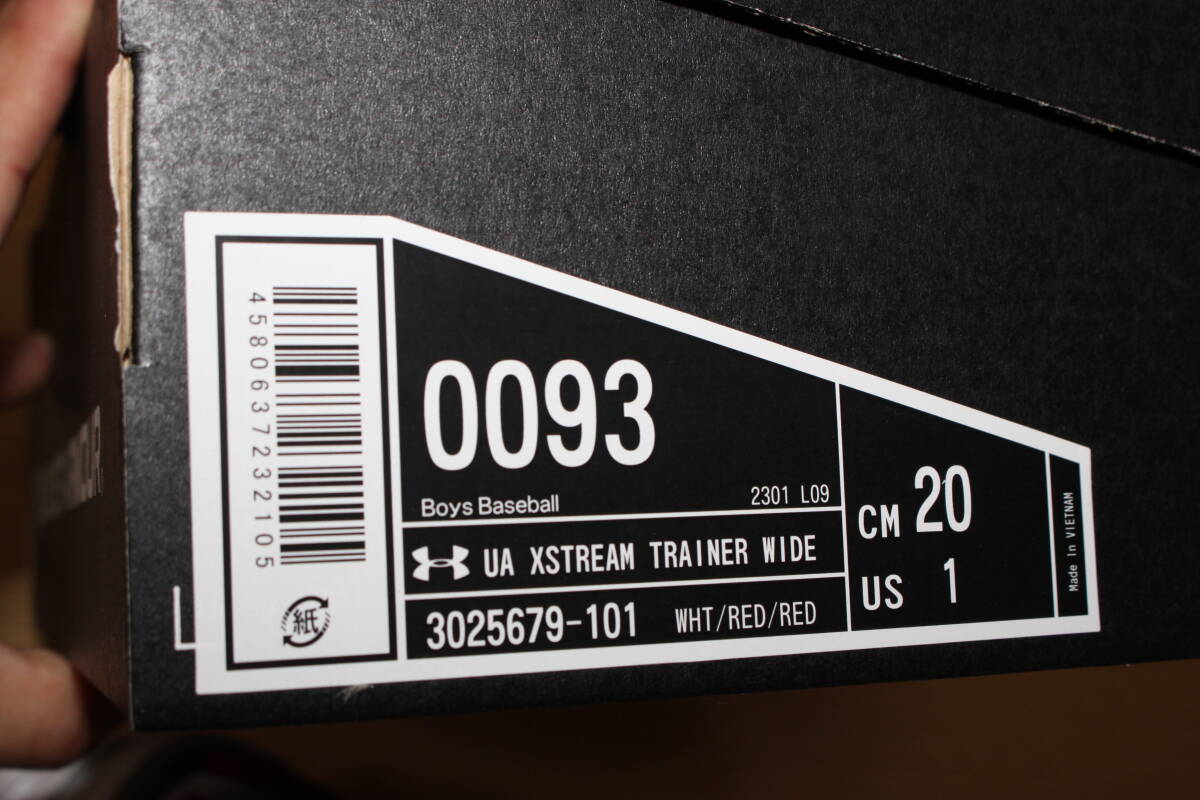 4580637232105
紙
0093
Boys Baseball
2301 L09
UA XSTREAM TRAINER WIDE
3025679-101 WHT/RED/RED
CM 20
US 1
Made In VIETNAM